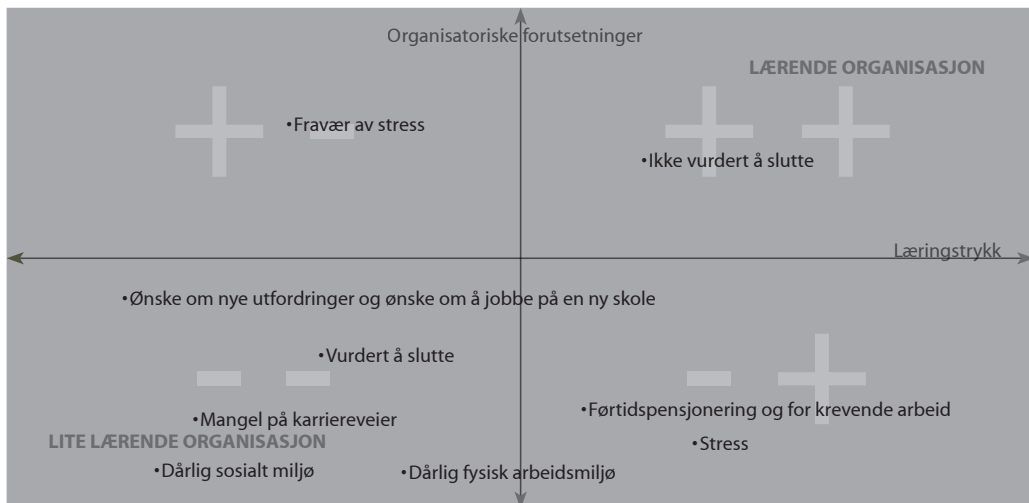 Organisatoriske forutsetninger
LÆRENDE ORGANISASJON
•Fravær av stress
•Ikke vurdert å slutte
Læringstrykk
•Ønske om nye utfordringer og ønske om å jobbe på en ny skole
•Vurdert å slutte
•Førtidspensjonering og for krevende arbeid
•Mangel på karriereveier
LITE LÆRENDE ORGANISASJON
•Stress
•Dårlig sosialt miljø
•Dårlig fysisk arbeidsmiljø